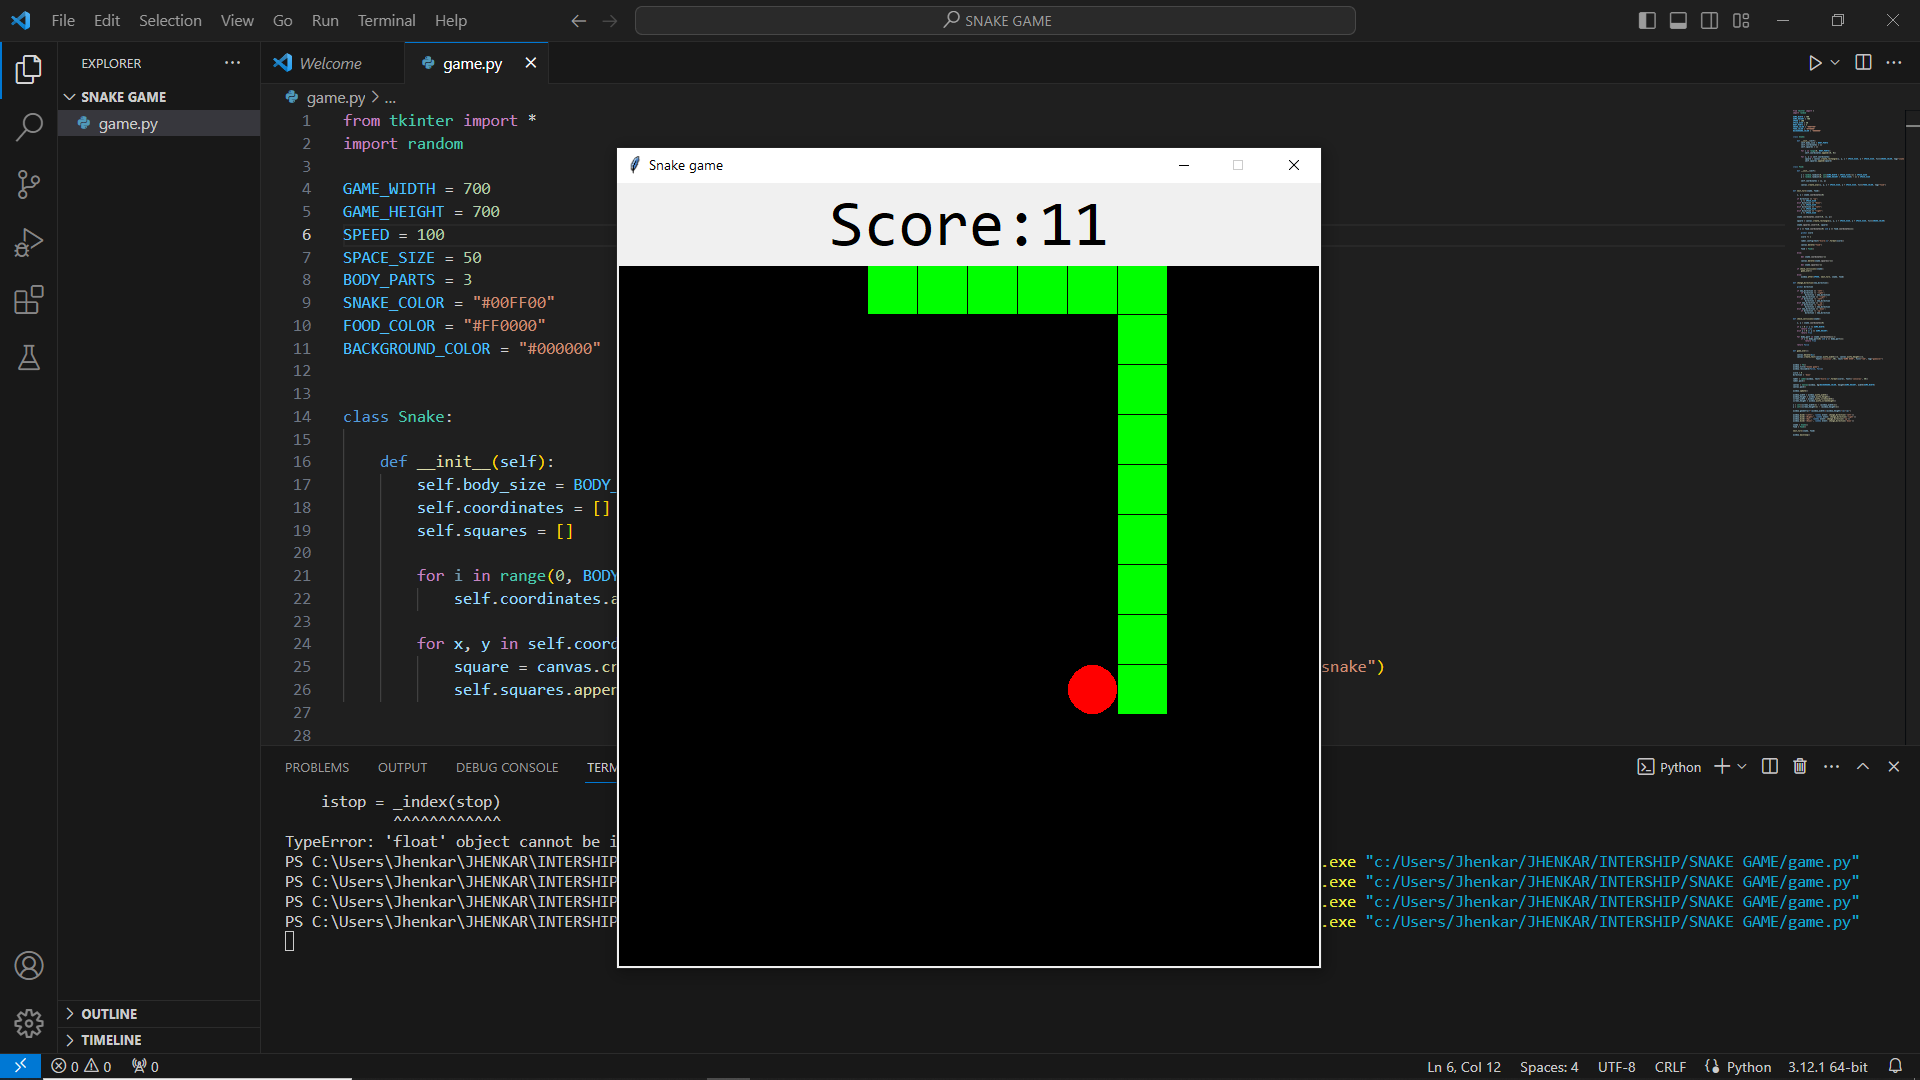 File Edit Selection View Go Run Terminal Help
SNAKE GAME
EXPLORER
Welcome
game.py
SNAKE GAME
game.py
game.py > ...
1 from tkinter import *
2 import random
3
4 GAME_WIDTH = 700
5 GAME_HEIGHT = 700
6 SPEED = 100
7 SPACE_SIZE = 50
8 BODY_PARTS = 3
9 SNAKE_COLOR = "#00FF00"
10 FOOD_COLOR = "#FF0000"
11 BACKGROUND_COLOR = "#000000"
12
13
14 class Snake:
15
16 def __init__(self):
17 self.body_size = BODY_
18 self.coordinates = []
19 self.squares = []
20
21 for i in range(0, BODY
22 self.coordinates.a
23
24 for x, y in self.coord
25 square = canvas.cr snake")
26 self.squares.appen
27
28
Snake game
Score:11
PROBLEMS OUTPUT DEBUG CONSOLE TERM
Python
istop = _index(stop)
^^^^^^^^^^^^
TypeError: 'float' object cannot be i
PS C:\Users\Jhenkar\JHENKAR\INTERSHIP .exe "c:/Users/Jhenkar/JHENKAR/INTERSHIP/SNAKE GAME/game.py"
PS C:\Users\Jhenkar\JHENKAR\INTERSHIP .exe "c:/Users/Jhenkar/JHENKAR/INTERSHIP/SNAKE GAME/game.py"
PS C:\Users\Jhenkar\JHENKAR\INTERSHIP .exe "c:/Users/Jhenkar/JHENKAR/INTERSHIP/SNAKE GAME/game.py"
PS C:\Users\Jhenkar\JHENKAR\INTERSHIP .exe "c:/Users/Jhenkar/JHENKAR/INTERSHIP/SNAKE GAME/game.py"
OUTLINE
TIMELINE
0 0 0
Ln 6, Col 12 Spaces: 4 UTF-8 CRLF Python 3.12.1 64-bit